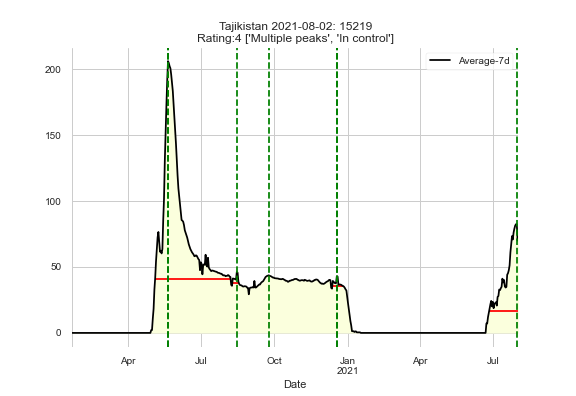 Tajikistan 2021-08-02: 15219
Rating:4 ['Multiple peaks', 'In control']
Average-7d
200
150
100
50
0
Apr Jul Oct Jan Apr Jul
2021
Date